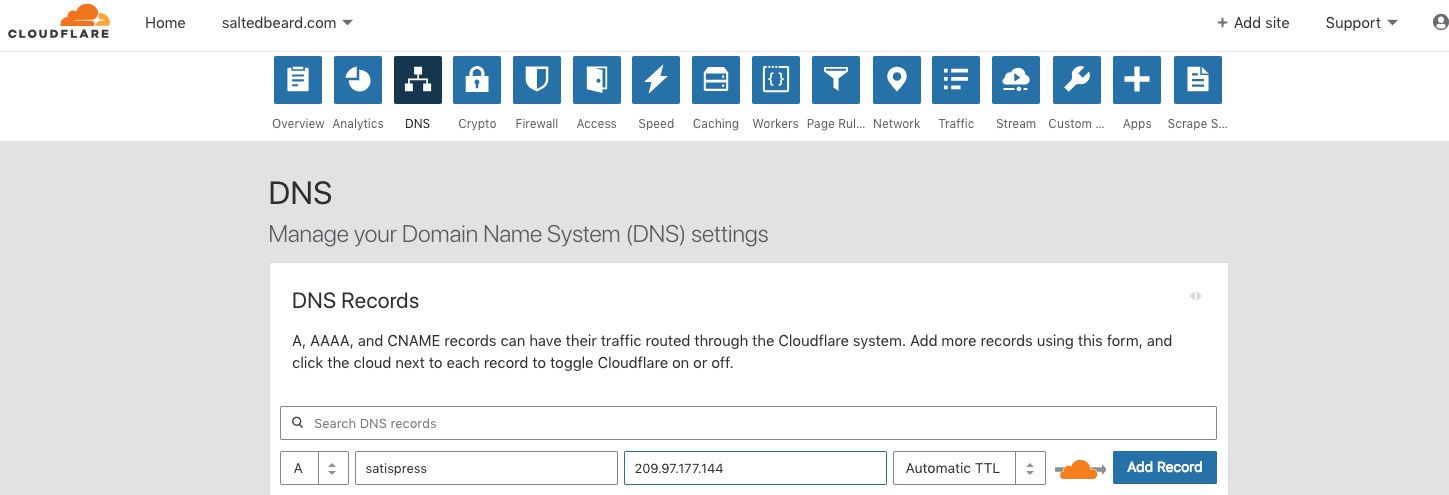 CLOUDFLARE Home saltedbeard.com + Add site Support
Overview Analytics DNS Crypto Firewall Access Speed Caching Workers Page Rul... Network Traffic Stream Custom ... Apps Scrape S...
DNS
Manage your Domain Name System (DNS) settings
DNS Records
A, AAAA, and CNAME records can have their traffic routed through the Cloudflare system. Add more records using this form, and
click the cloud next to each record to toggle Cloudflare on or off.
Search DNS records
A satispress 209.97.177.144 Automatic TTL Add Record